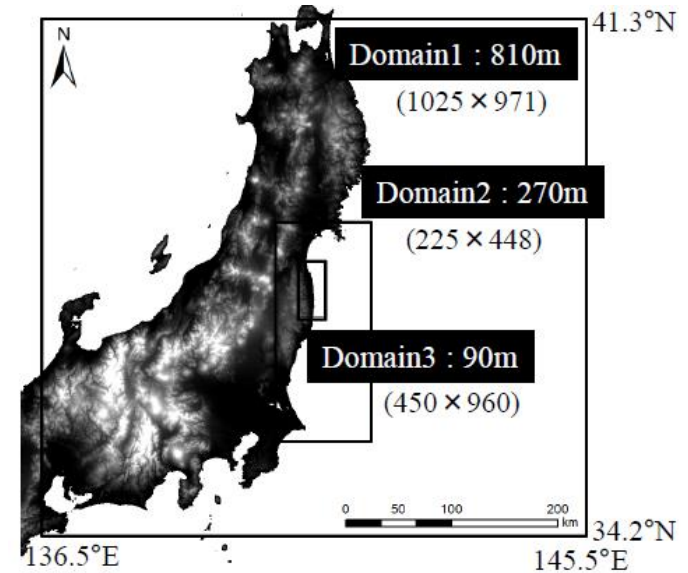 41.3°N
N
Domain1 : 810m
(1025×971)
Domain2 : 270m
(225×448)
Domain3 : 90m
(450×960)
0 50 100 200
km
34.2°N
136.5°E
145.5°E